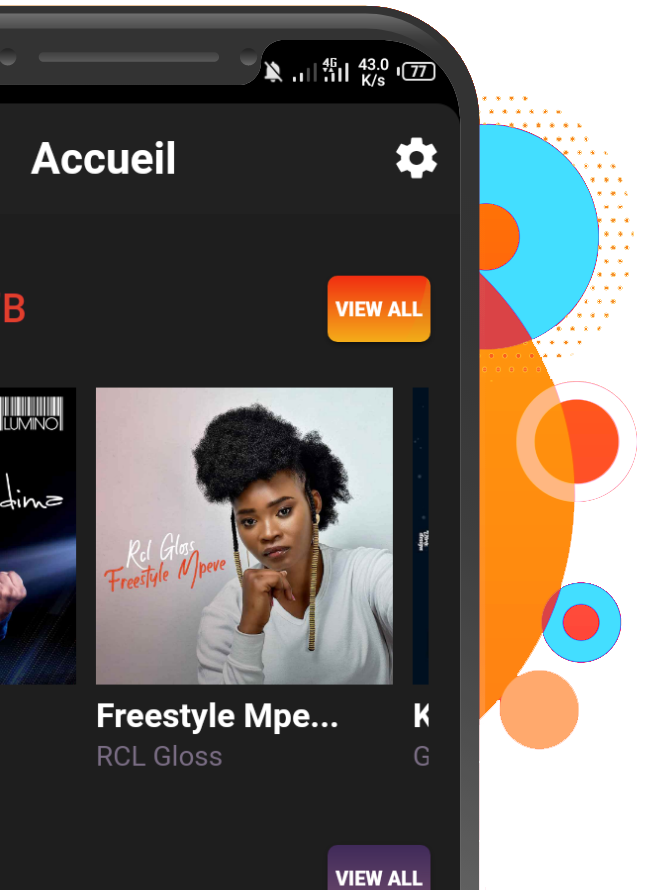 4G
43.0
K/s
77
Accueil
B
VIEW ALL
LUMINO
dima
Rcl Gloss
Freestyle Mpeve
Freestyle Mpe...
K
RCL Gloss
G
VIEW ALL